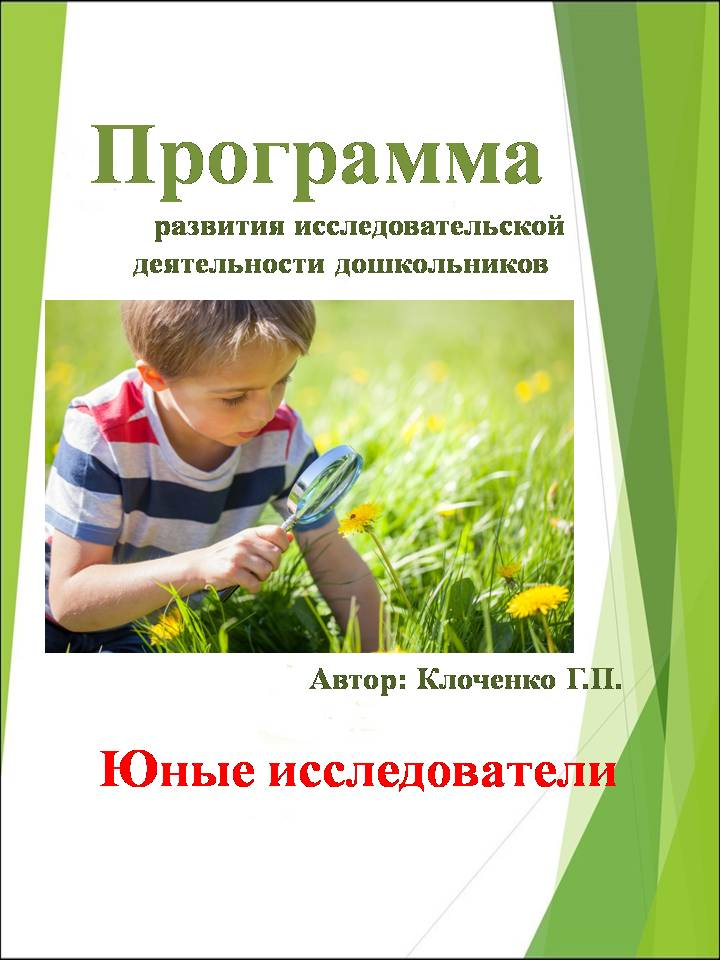 Программа
развития исследовательской
деятельности дошкольников
Автор: Клоченко Г.П.
Юные исследователи